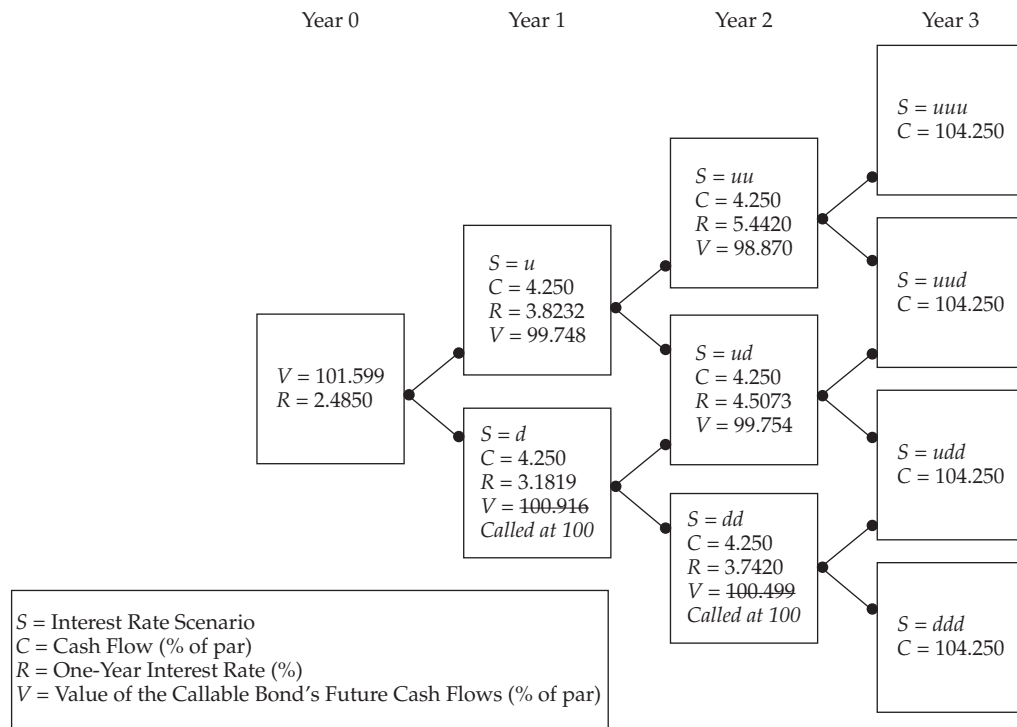 Year 0
Year 1
Year 2
Year 3
V = 101.599
R = 2.4850
S = u
C = 4.250
R = 3.8232
V = 99.748
S = d
C = 4.250
R = 3.1819
V = 100.916
Called at 100
S = uu
C = 4.250
R = 5.4420
V = 98.870
S = ud
C = 4.250
R = 4.5073
V = 99.754
S = dd
C = 4.250
R = 3.7420
V = 100.499
Called at 100
S = uuu
C = 104.250
S = uud
C = 104.250
S = udd
C = 104.250
S = ddd
C = 104.250
S = Interest Rate Scenario
C = Cash Flow (% of par)
R = One-Year Interest Rate (%)
V = Value of the Callable Bond's Future Cash Flows (% of par)